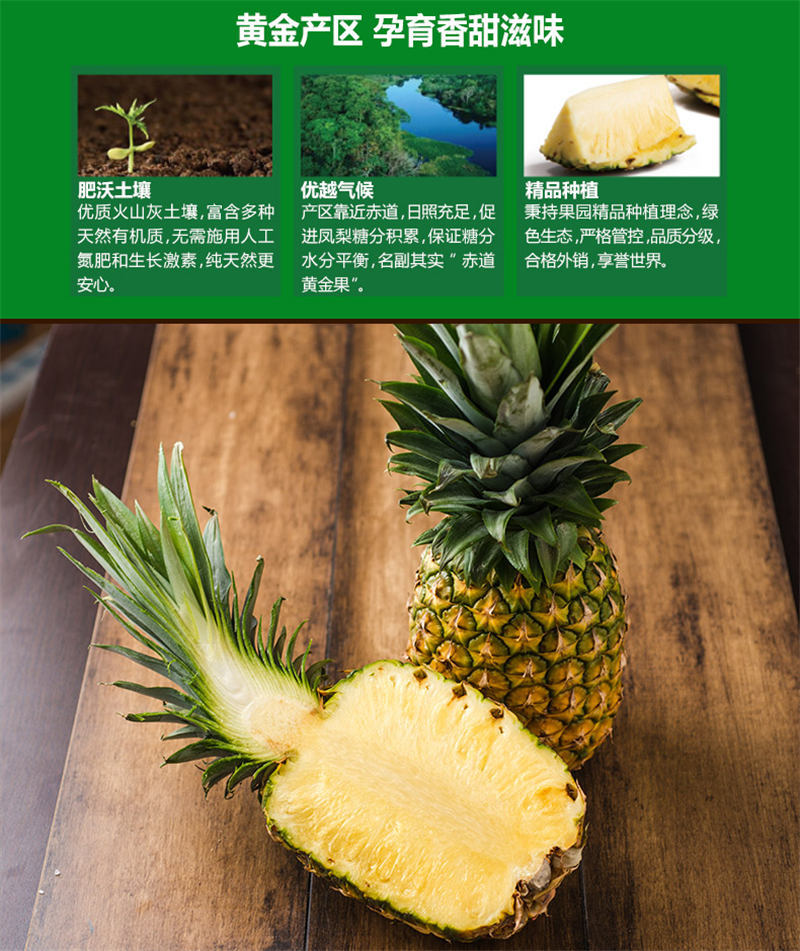 黄金产区 孕育香甜滋味
肥沃土壤
优质火山灰土壤,富含多种
天然有机质,无需施用人工
氮肥和生长激素,纯天然更
安心。
优越气候
产区靠近赤道,日照充足,促
进凤梨糖分积累,保证糖分
水分平衡,名副其实“ 赤道
黄金果”。
精品种植
秉持果园精品种植理念,绿
色生态,严格管控,品质分级,
合格外销,享誉世界。